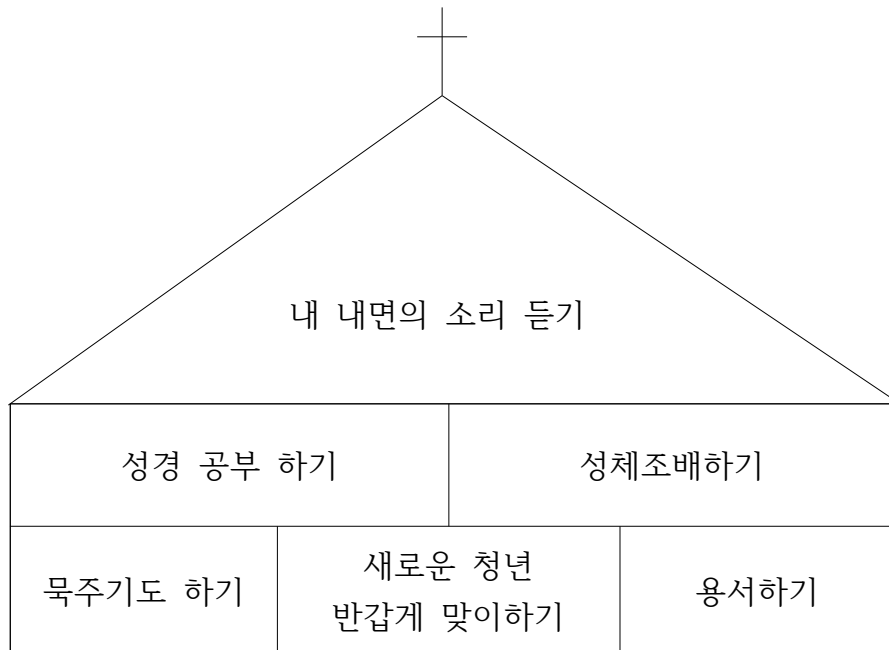 내 내면의 소리 듣기
성경 공부 하기
성체조배하기
묵주기도 하기
새로운 청년
반갑게 맞이하기
용서하기